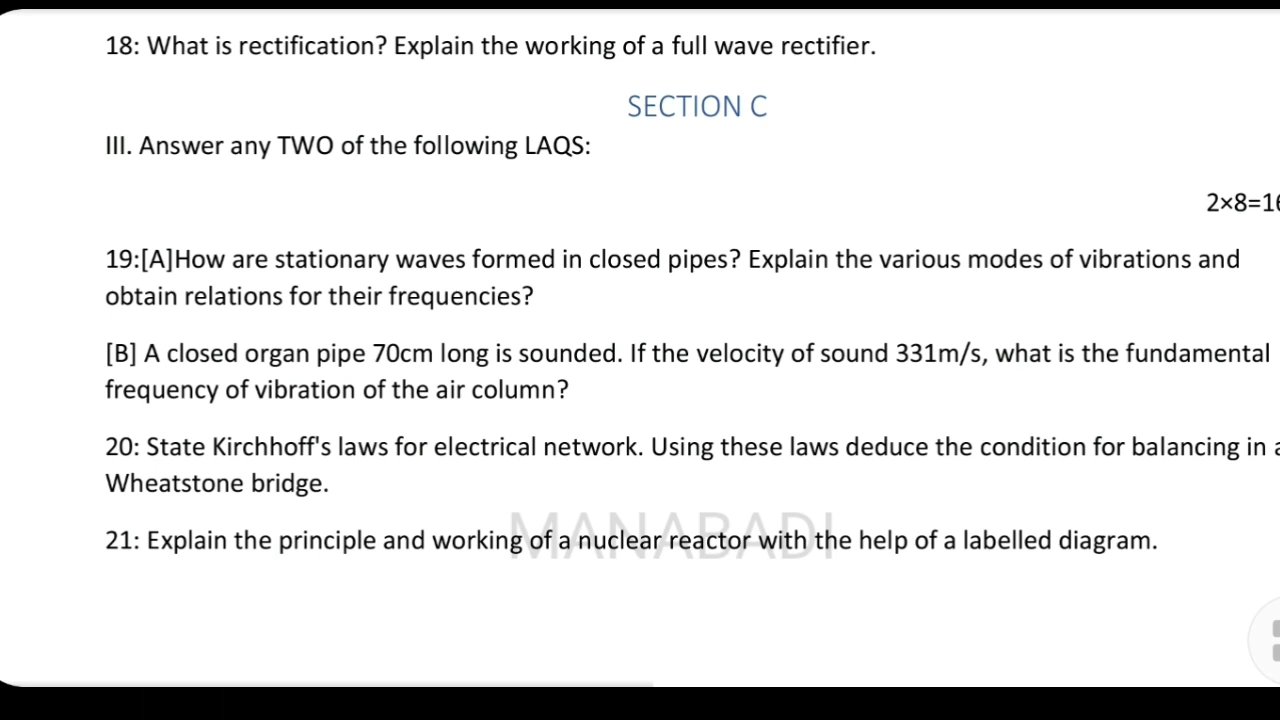 18: What is rectification? Explain the working of a full wave rectifier.
SECTION C
III. Answer any TWO of the following LAQS:
2×8=16
19:[A]How are stationary waves formed in closed pipes? Explain the various modes of vibrations and
obtain relations for their frequencies?
[B] A closed organ pipe 70cm long is sounded. If the velocity of sound 331m/s, what is the fundamental
frequency of vibration of the air column?
20: State Kirchhoff's laws for electrical network. Using these laws deduce the condition for balancing in a
Wheatstone bridge.
MANABADI
21: Explain the principle and working of a nuclear reactor with the help of a labelled diagram.